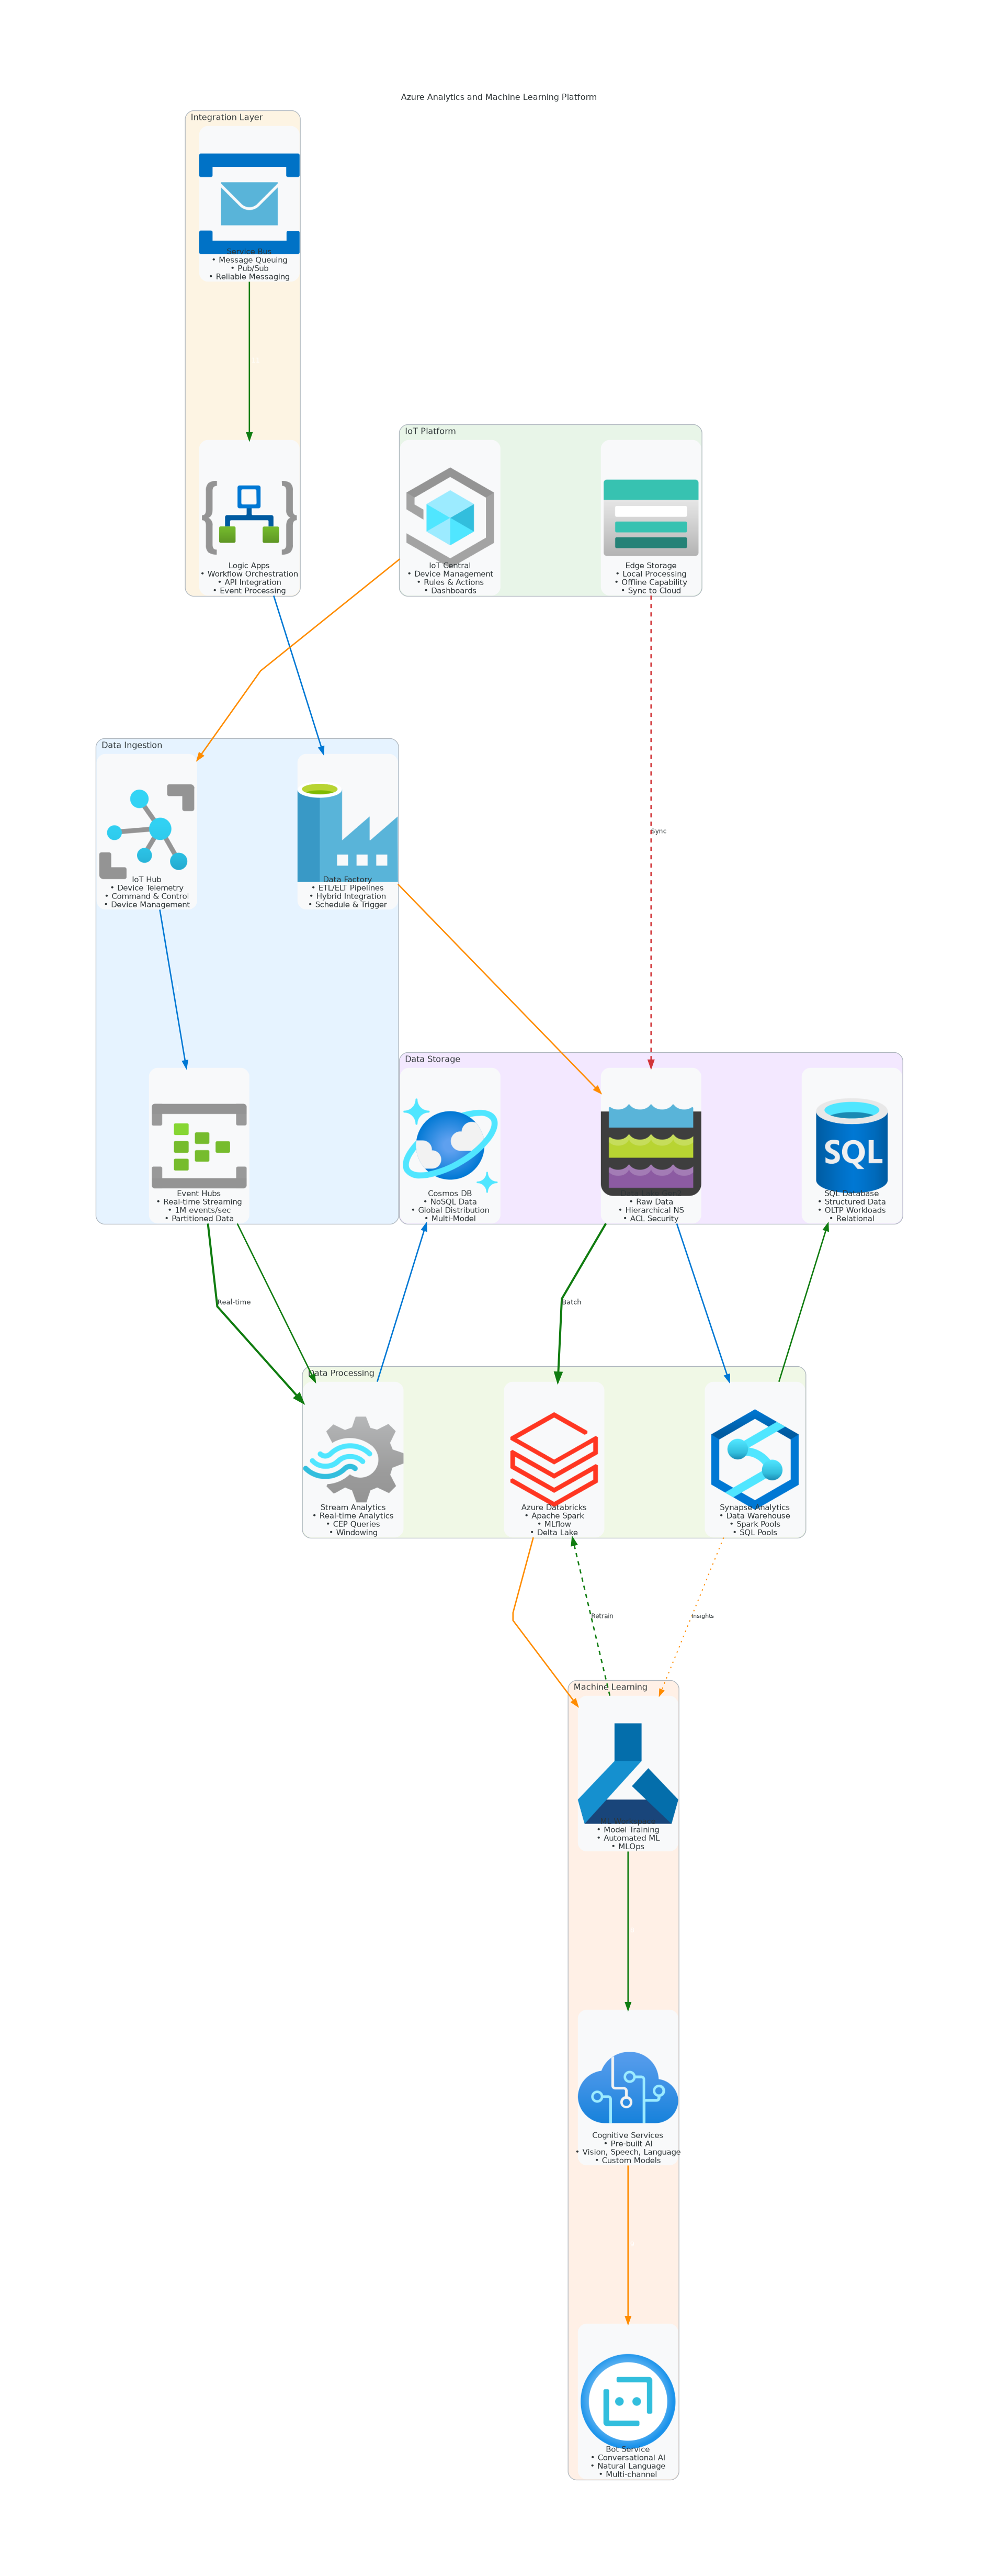 Azure Analytics and Machine Learning Platform
Integration Layer
Service Bus
• Message Queuing
• Pub/Sub
• Reliable Messaging
IoT Platform
Logic Apps
• Workflow Orchestration
• API Integration
• Event Processing
IoT Central
• Device Management
• Rules & Actions
• Dashboards
Edge Storage
• Local Processing
• Offline Capability
• Sync to Cloud
Data Ingestion
Sync
IoT Hub
• Device Telemetry
• Command & Control
• Device Management
Data Factory
• ETL/ELT Pipelines
• Hybrid Integration
• Schedule & Trigger
Data Storage
Event Hubs
• Real-time Streaming
• 1M events/sec
• Partitioned Data
Cosmos DB
• NoSQL Data
• Global Distribution
• Multi-Model
• Raw Data
• Hierarchical NS
• ACL Security
SQL
SQL Database
• Structured Data
• OLTP Workloads
• Relational
Real-time
Batch
Data Processing
Stream Analytics
• Real-time Analytics
• CEP Queries
• Windowing
Azure Databricks
• Apache Spark
• MLflow
• Delta Lake
Synapse Analytics
• Data Warehouse
• Spark Pools
• SQL Pools
Retrain
Insights
Machine Learning
• Model Training
• Automated ML
• MLOps
Cognitive Services
• Pre-built AI
• Vision, Speech, Language
• Custom Models
Bot Service
• Conversational AI
• Natural Language
• Multi-channel